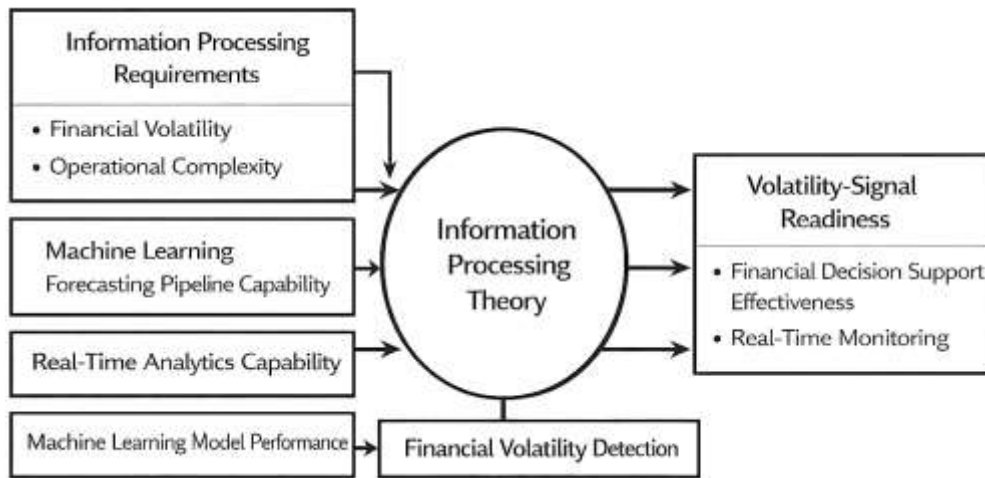 Information Processing
Requirements
• Financial Volatility
• Operational Complexity
Machine Learning
Forecasting Pipeline Capability
Real-Time Analytics Capability
Machine Learning Model Performance
Information
Processing
Theory
Financial Volatility Detection
Volatility-Signal
Readiness
• Financial Decision Support
Effectiveness
• Real-Time Monitoring